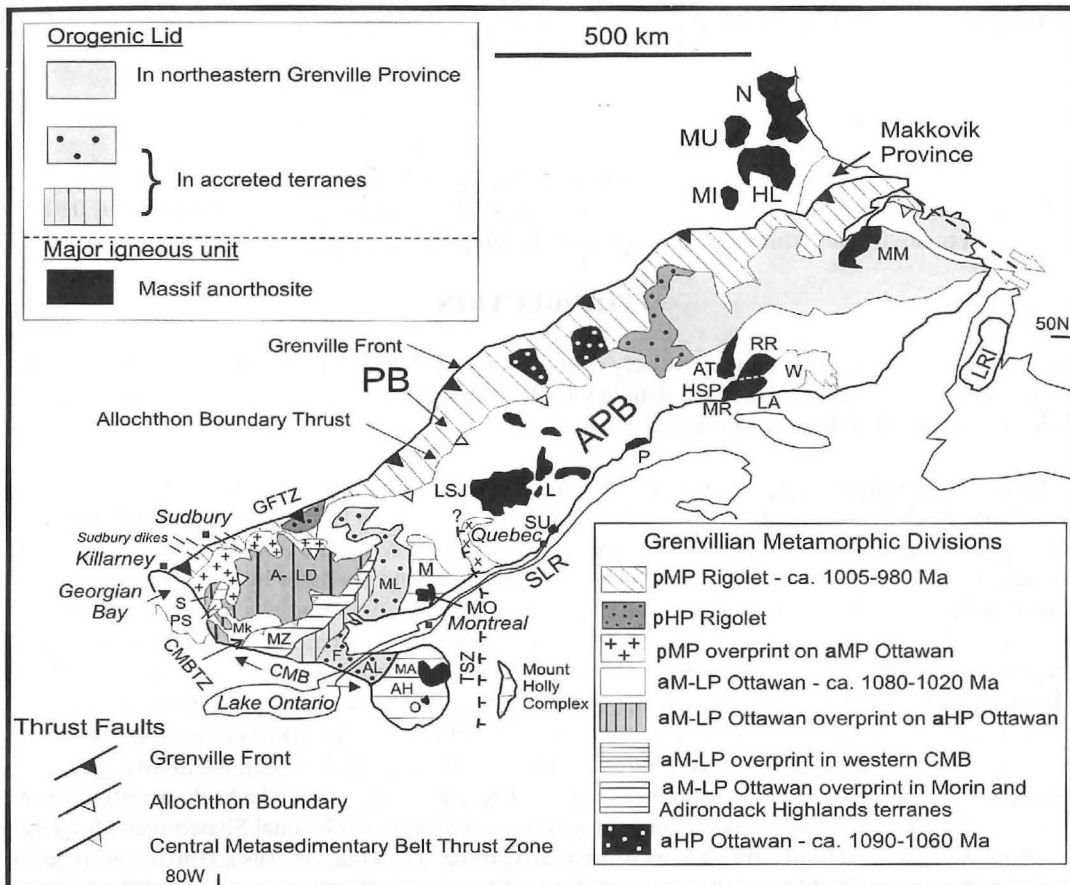 Orogenic Lid
In northeastern Grenville Province
In accreted terranes
Major igneous unit
Massif anorthosite
500 km
N
MU
Makkovik
Province
MI
HL
MM
50N
LRI
Grenville Front
PB
RR
AT
W
HSP
MR
LA
Allochthon Boundary Thrust
APB
P
LSJ
L
GFTZ
?
SU
Sudbury
Quebec
Sudbury dikes
Killarney
SLR
A-
LD
ML
M
Georgian
Bay
S
PS
MO
Mk
MZ
Montreal
CMBTZ
CMB
F
AL
MA
TSZ
Mount
Holly
Complex
AH
O
Lake Ontario
Thrust Faults
Grenville Front
Allochthon Boundary
Central Metasedimentary Belt Thrust Zone
80W
Grenvillian Metamorphic Divisions
pMP Rigolet - ca. 1005-980 Ma
pHP Rigolet
pMP overprint on aMP Ottawan
aM-LP Ottawan - ca. 1080-1020 Ma
aM-LP Ottawan overprint on aHP Ottawan
aM-LP overprint in western CMB
aM-LP Ottawan overprint in Morin and
Adirondack Highlands terranes
aHP Ottawan - ca. 1090-1060 Ma